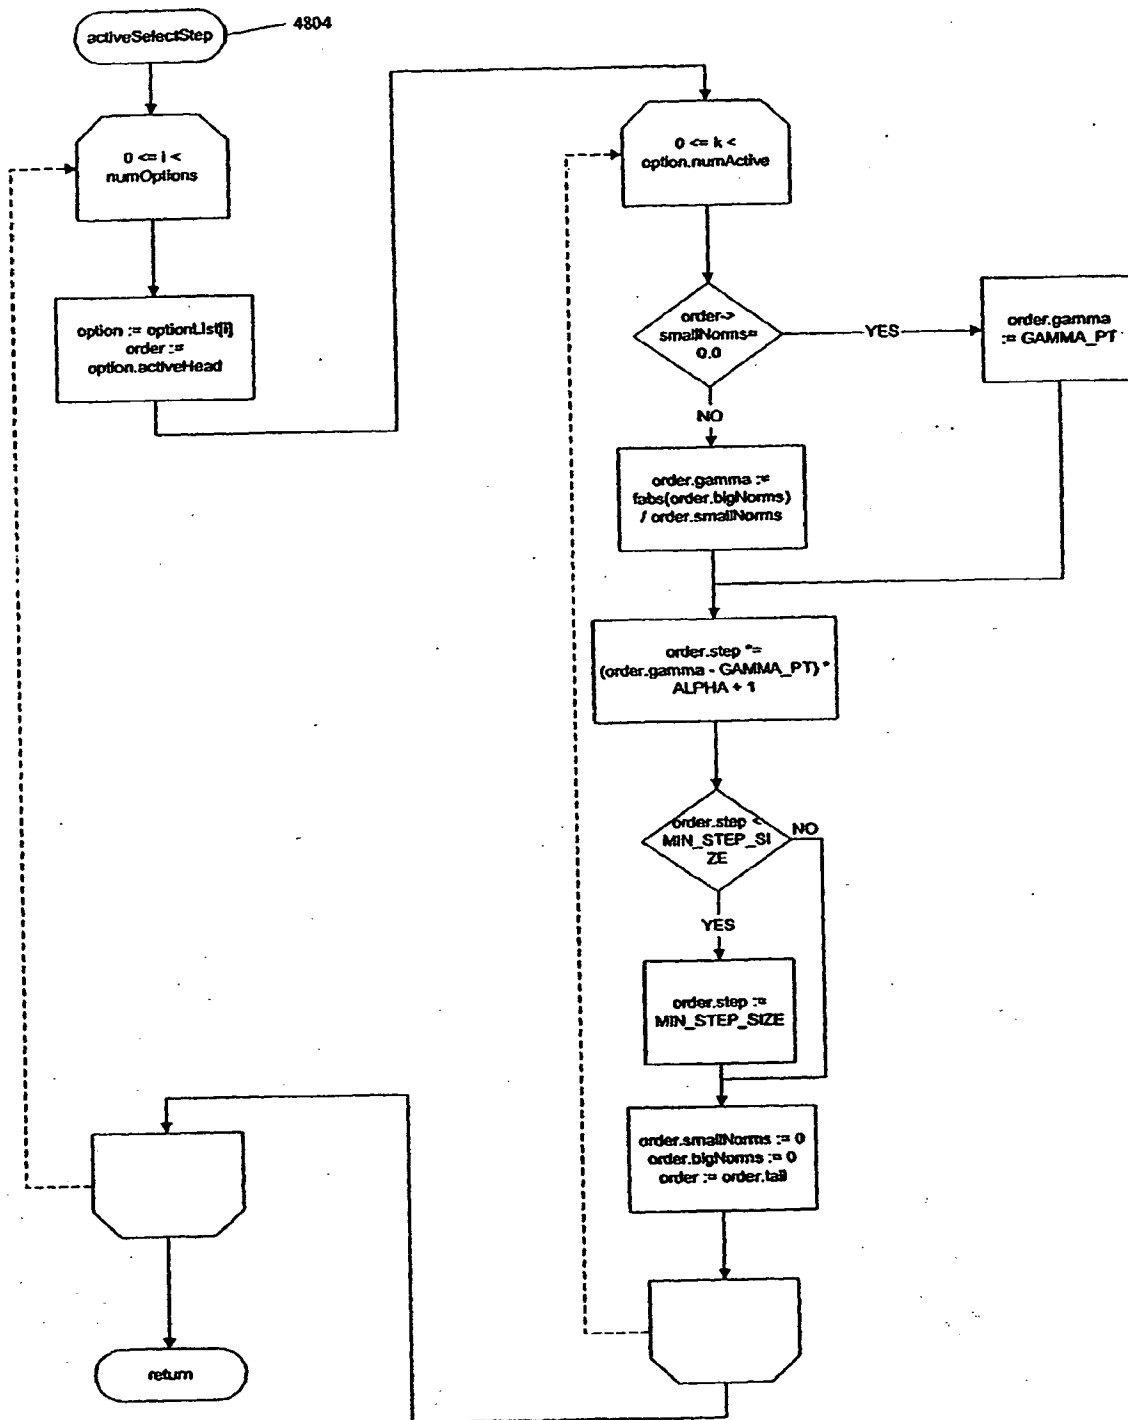 activeSelectStep
4804
0 <= i <
numOptions
option := optionList[i]
order :=
option.activeHead
0 <= k <
option.numActive
order->
smallNorms=
0.0
YES
order.gamma
:= GAMMA_PT
NO
order.gamma :=
fabs(order.bigNorms)
/ order.smallNorms
order.step *=
(order.gamma - GAMMA_PT) *
ALPHA + 1
order.step <
MIN_STEP_SI
ZE
NO
YES
order.step :=
MIN_STEP_SIZE
order.smallNorms := 0
order.bigNorms := 0
order := order.tail
return